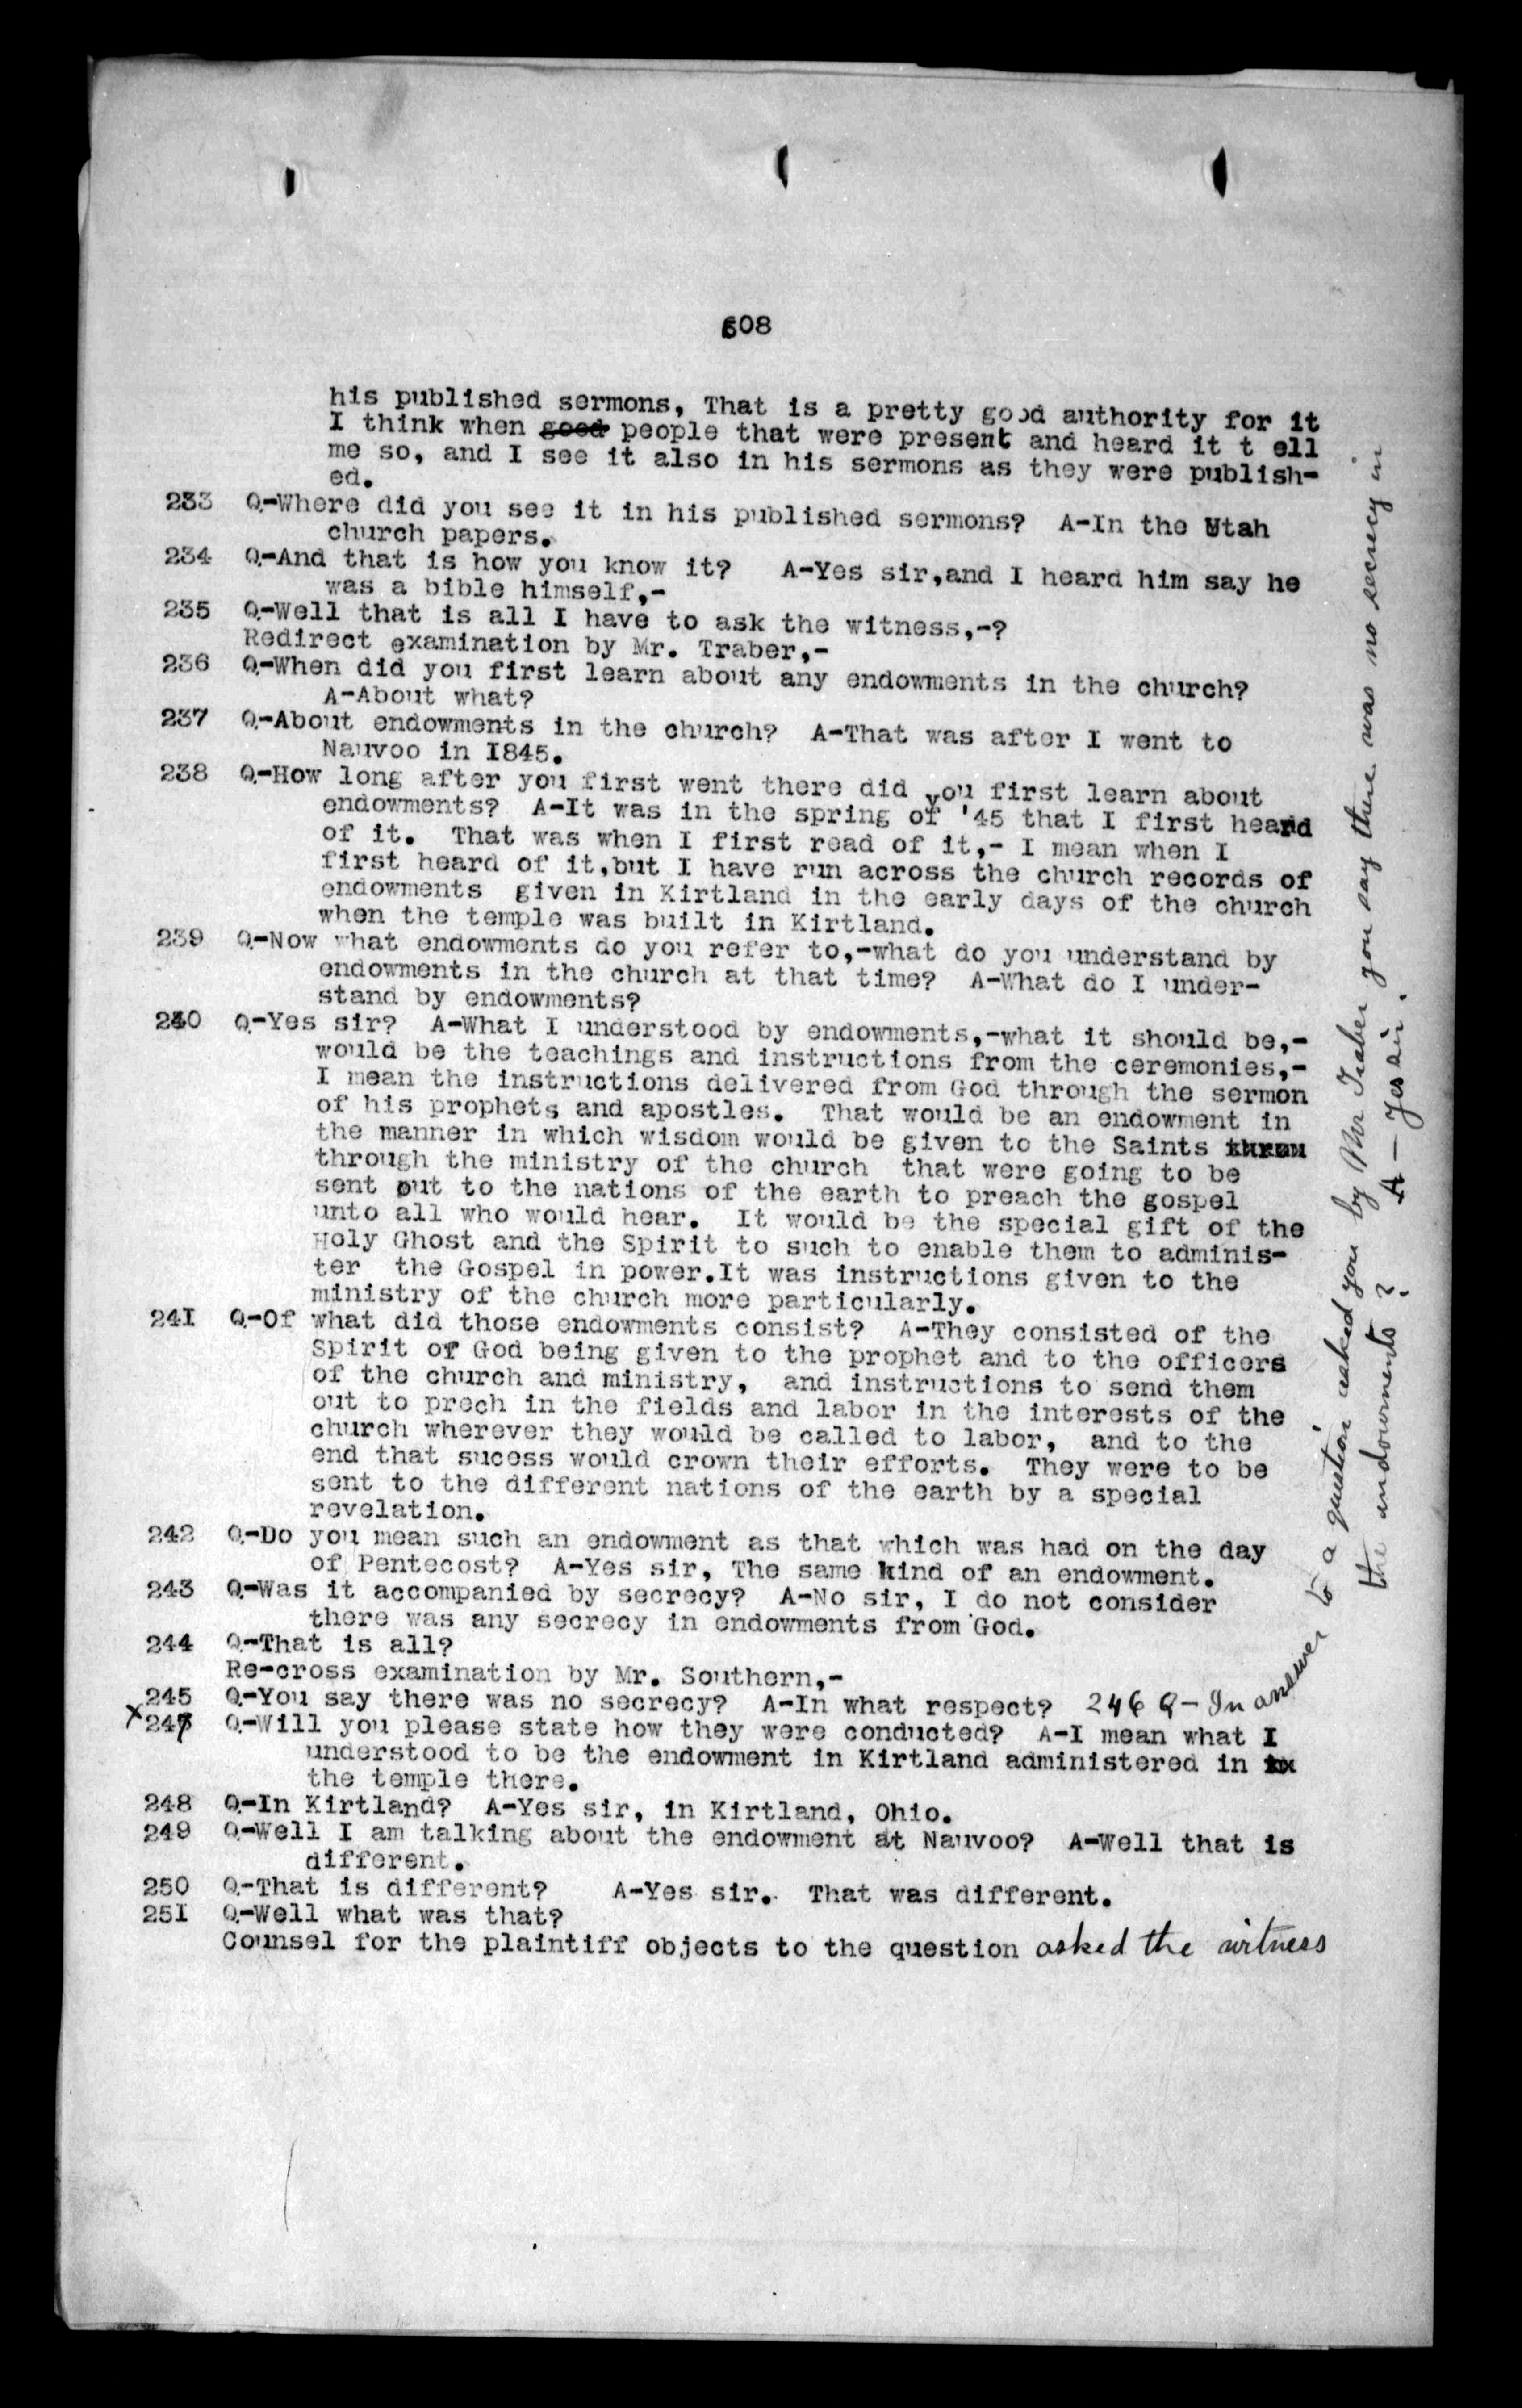 608
his published sermons, That is a pretty good authority for it
I think when good people that were present and heard it t ell
me so, and I see it also in his sermons as they were publish-
ed.
233 Q-Where did you see it in his published sermons? A-In the Utah
church papers.
234 Q-And that is how you know it? A-Yes sir,and I heard him say he
was a bible himself,-
235 Q-Well that is all I have to ask the witness,-?
Redirect examination by Mr. Traber,-
236 Q-When did you first learn about any endowments in the church?
A-About what?
237 Q-About endowments in the church? A-That was after I went to
Nauvoo in I845.
238 Q-How long after you first went there did you first learn about
endowments? A-It was in the spring of '45 that I first heard
of it. That was when I first read of it,- I mean when I
first heard of it,but I have run across the church records of
endowments given in Kirtland in the early days of the church
when the temple was built in Kirtland.
239 Q-Now what endowments do you refer to,-what do you understand by
endowments in the church at that time? A-What do I under-
stand by endowments?
240 Q-Yes sir? A-What I understood by endowments,-what it should be,-
would be the teachings and instructions from the ceremonies,-
I mean the instructions delivered from God through the sermon
of his prophets and apostles. That would be an endowment in
the manner in which wisdom would be given to the Saints
through the ministry of the church that were going to be
sent out to the nations of the earth to preach the gospel
unto all who would hear. It would be the special gift of the
Holy Ghost and the Spirit to such to enable them to adminis-
ter the Gospel in power.It was instructions given to the
ministry of the church more particularly.
24I Q-Of what did those endowments consist? A-They consisted of the
Spirit of God being given to the prophet and to the officers
of the church and ministry, and instructions to send them
out to prech in the fields and labor in the interests of the
church wherever they would be called to labor, and to the
end that sucess would crown their efforts. They were to be
sent to the different nations of the earth by a special
revelation.
242 Q-Do you mean such an endowment as that which was had on the day
of Pentecost? A-Yes sir, The same kind of an endowment.
243 Q-Was it accompanied by secrecy? A-No sir, I do not consider
there was any secrecy in endowments from God.
244 Q-That is all?
Re-cross examination by Mr. Southern,-
245 Q-You say there was no secrecy? A-In what respect? 246 Q- In answer to a question asked you by Mr Traber you say there was no secrecy in
the endowments? A - Yes sir.
X 247 Q-Will you please state how they were conducted? A-I mean what I
understood to be the endowment in Kirtland administered in
the temple there.
248 Q-In Kirtland? A-Yes sir, in Kirtland, Ohio.
249 Q-Well I am talking about the endowment at Nauvoo? A-Well that is
different.
250 Q-That is different? A-Yes sir. That was different.
25I Q-Well what was that?
Counsel for the plaintiff objects to the question asked the witness